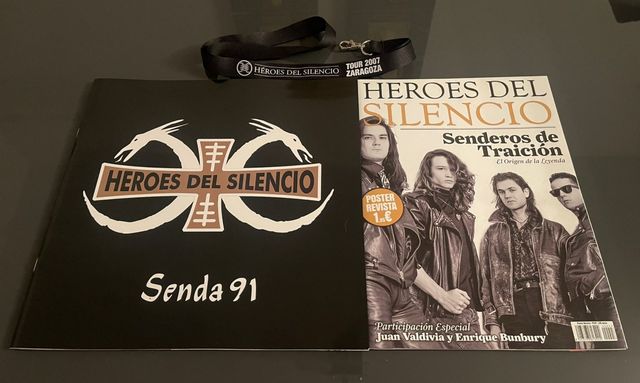 HEROES DEL SILENCIO TOUR 2007
ZARAGOZA
HEROES DEL SILENCIO
Senda 91
HEROES DEL
SILENCIO
Senderos de
Traición
El Origen de la Leyenda
POSTER
REVISTA
Participación Especial
Juan Valdivia y Enrique Bunbury